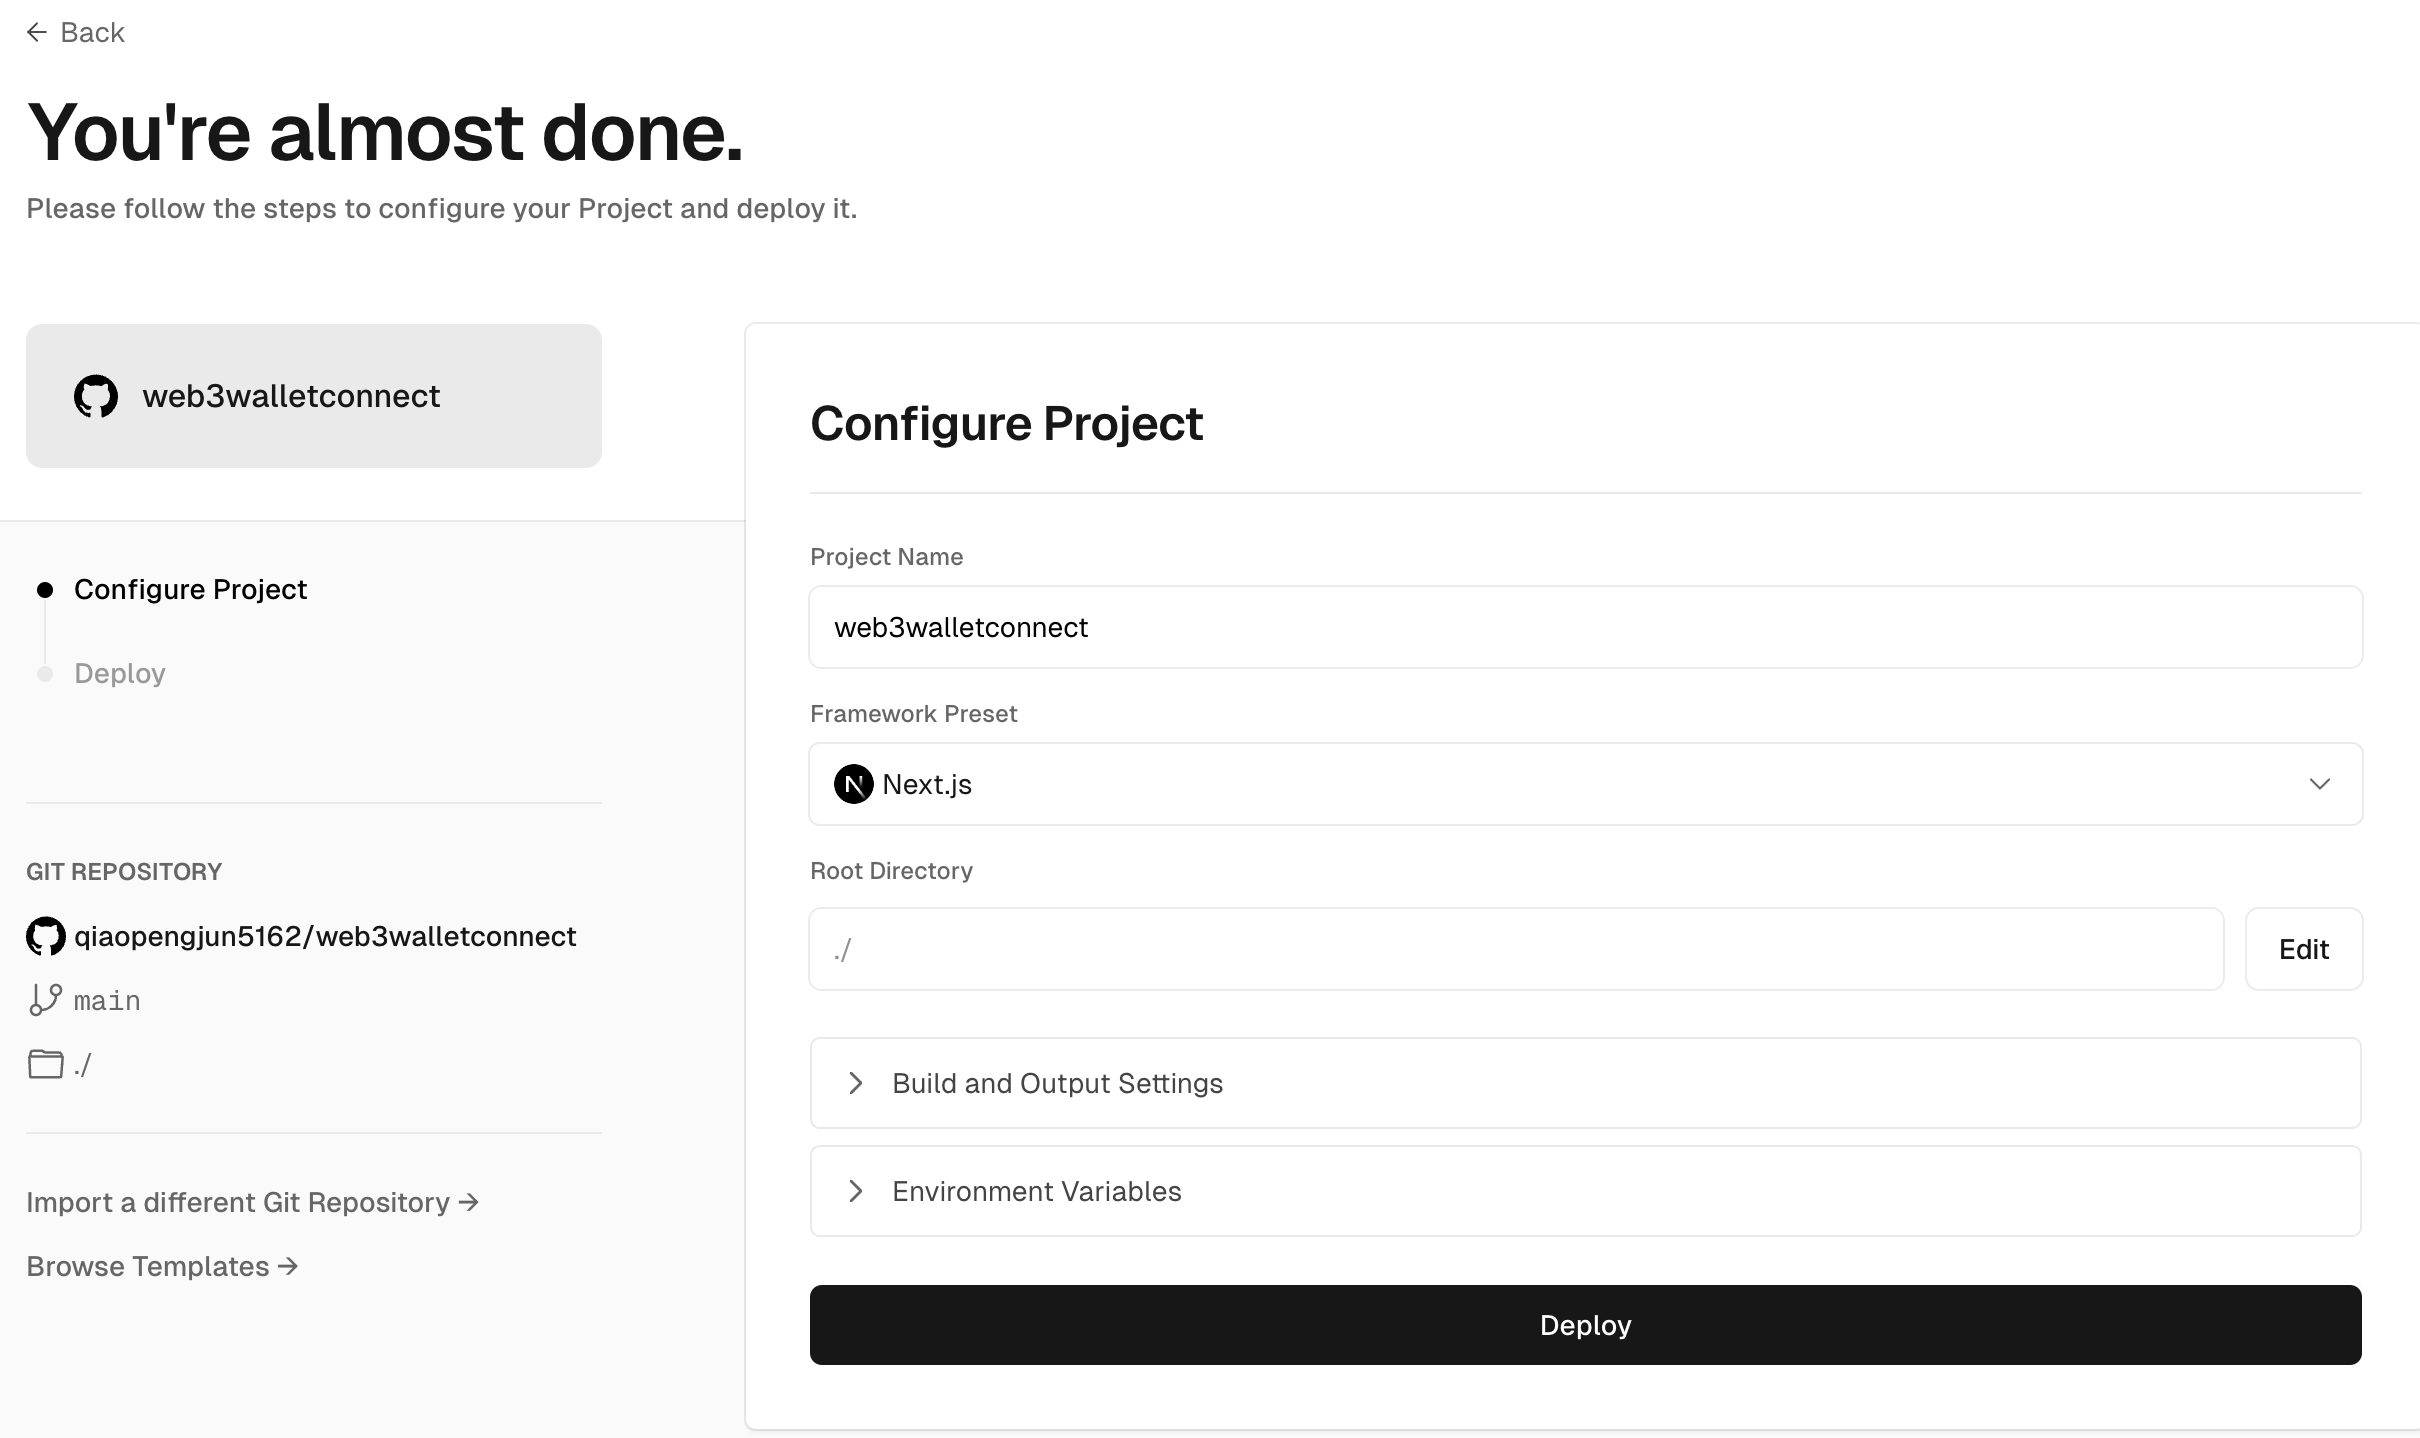 ← Back
You're almost done.
Please follow the steps to configure your Project and deploy it.
web3walletconnect
Configure Project
Deploy
GIT REPOSITORY
qiaopengjun5162/web3walletconnect
main
./
Import a different Git Repository →
Browse Templates →
Configure Project
Project Name
web3walletconnect
Framework Preset
N Next.js
Root Directory
./
Edit
Build and Output Settings
Environment Variables
Deploy